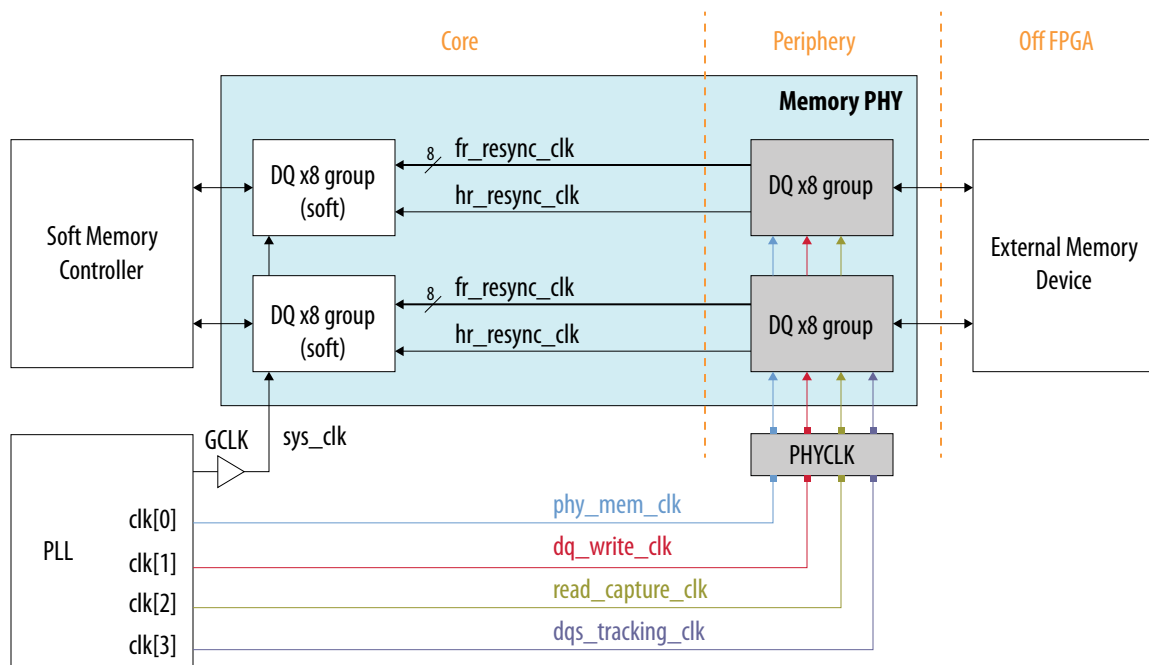 Core
Periphery
Off FPGA
Memory PHY
Soft Memory
Controller
DQ x8 group
(soft)
8
fr_resync_clk
hr_resync_clk
DQ x8 group
External Memory
Device
DQ x8 group
(soft)
8
fr_resync_clk
hr_resync_clk
DQ x8 group
GCLK
sys_clk
PHYCLK
PLL
clk[0]
phy_mem_clk
clk[1]
dq_write_clk
clk[2]
read_capture_clk
clk[3]
dqs_tracking_clk